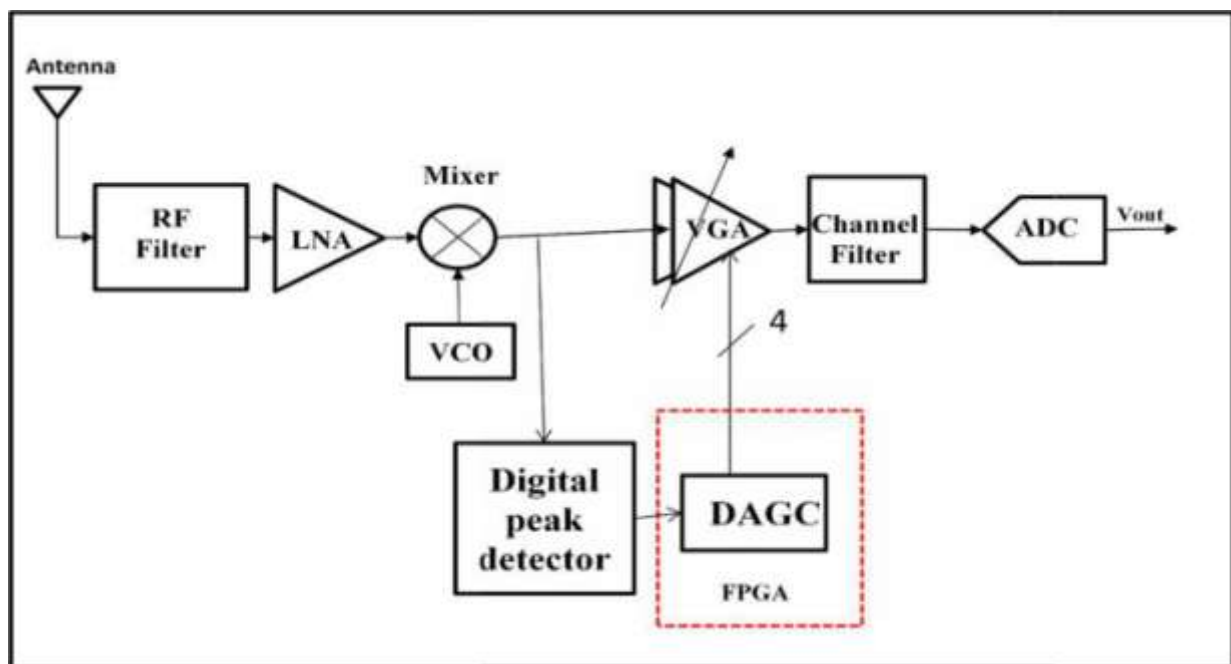 Antenna
RF
Filter
LNA
Mixer
VCO
VGA
Channel
Filter
ADC
Vout
4
Digital
peak
detector
DAGC
FPGA